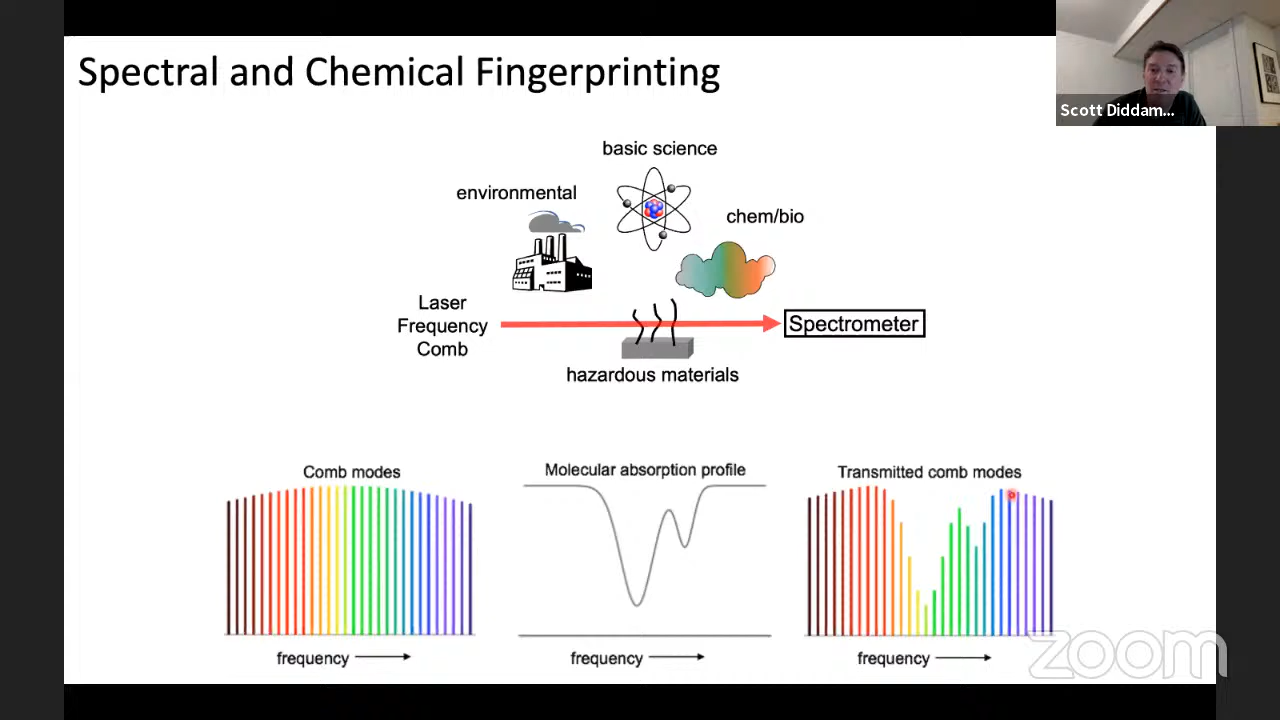 Spectral and Chemical Fingerprinting
Scott Diddam...
basic science
environmental
chem/bio
Laser
Frequency
Comb
Spectrometer
hazardous materials
Comb modes
Molecular absorption profile
Transmitted comb modes
frequency
frequency
frequency
zoom